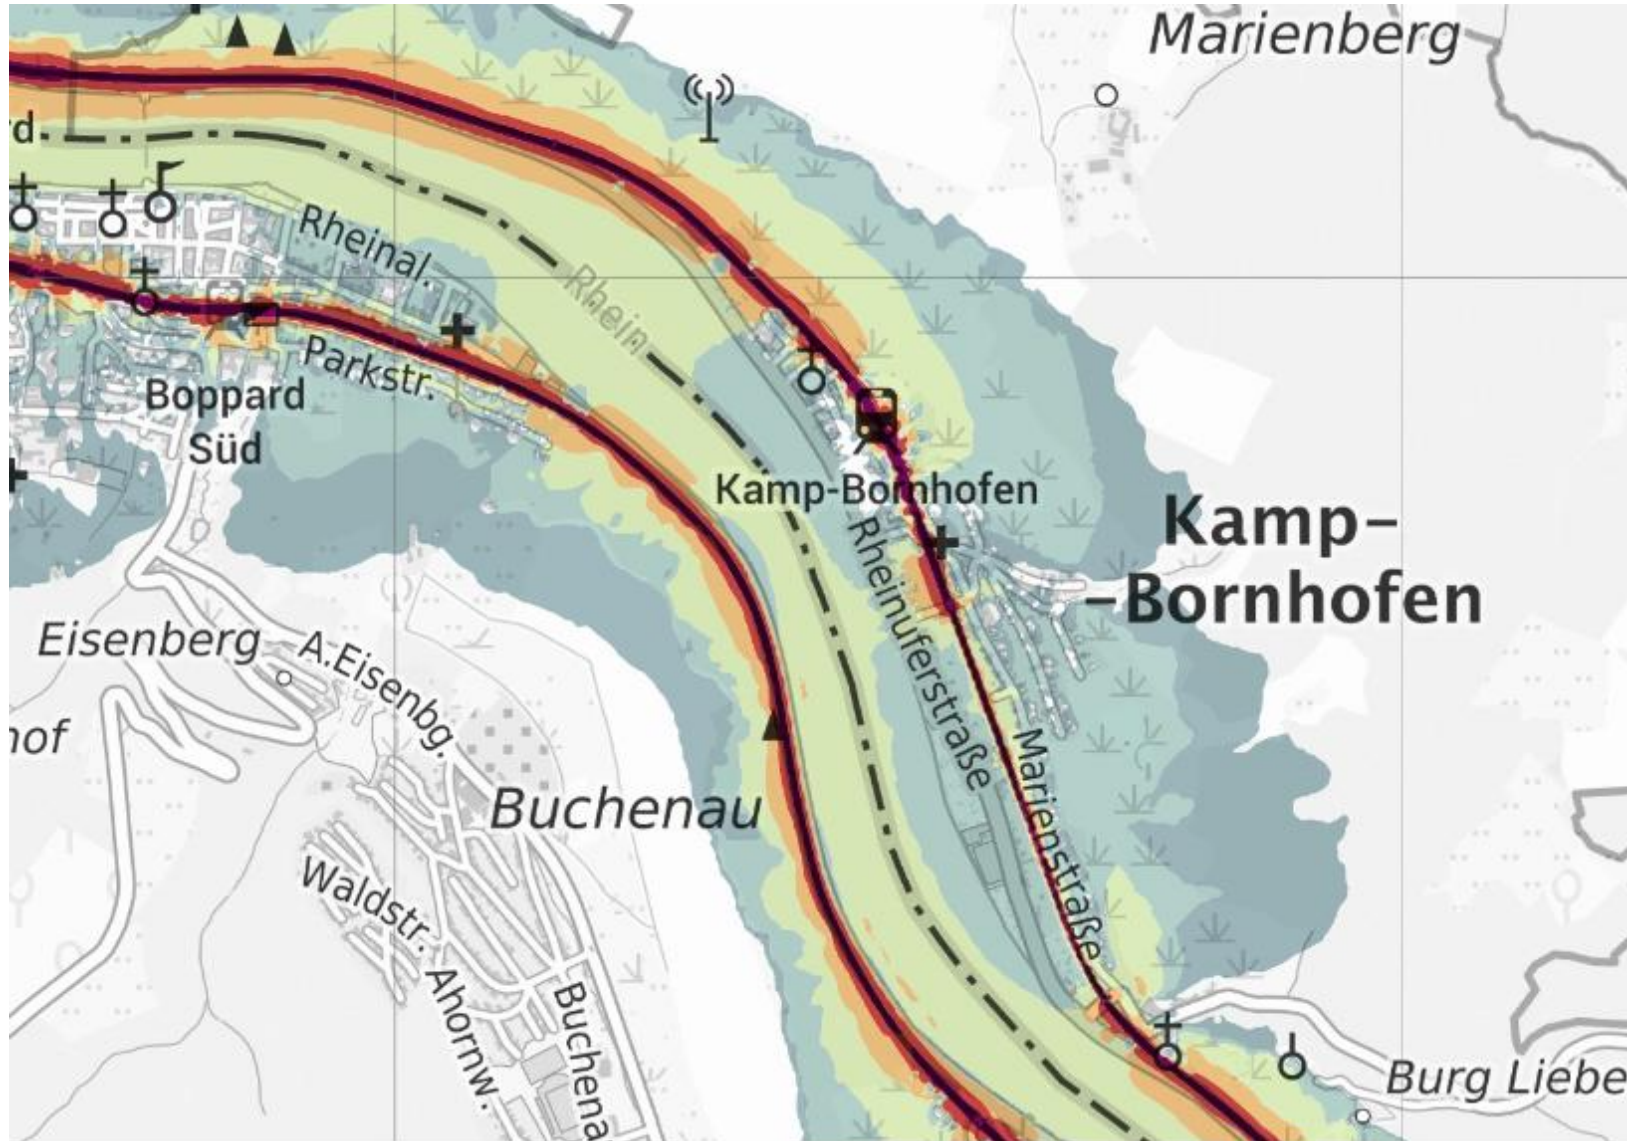 Marienberg
rd
Rheinal.
Rhein
Parkstr.
Boppard
Süd
Kamp-Bornhofen
Kamp-
-Bornhofen
Rheinuferstraße
Eisenberg
A.Eisenbg.
hof
Marienstraße
Buchenau
Waldstr.
Ahornw.
Buchena
Burg Liebe